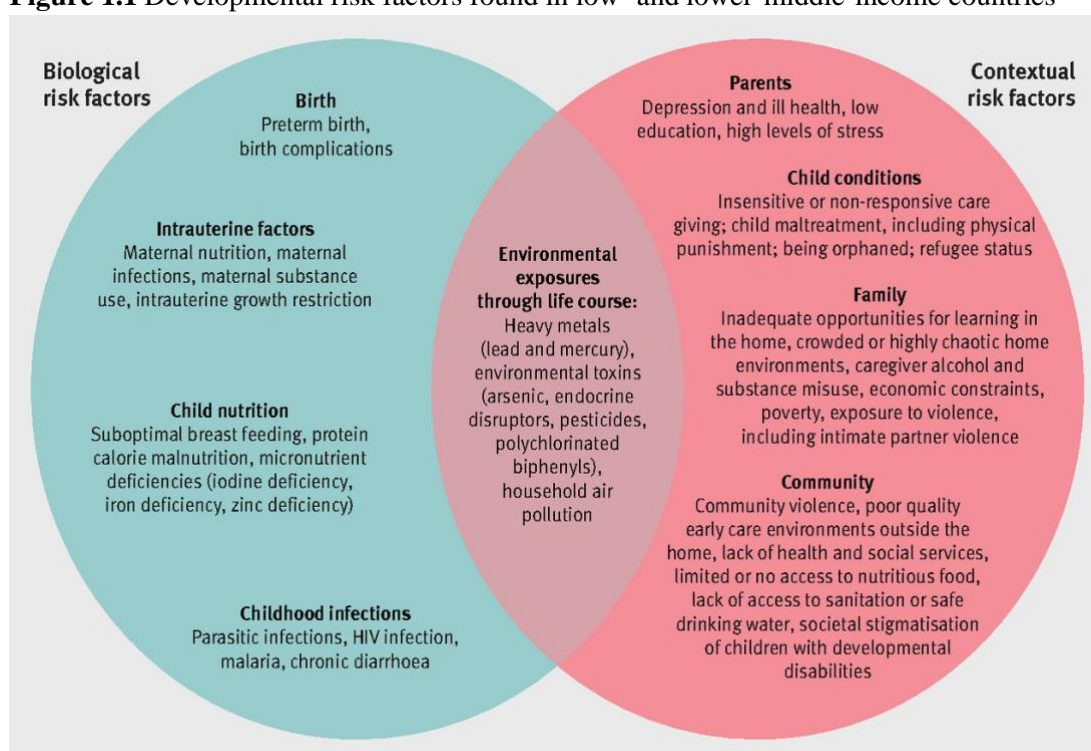 Figure 1.1 Developmental risk factors found in low- and lower-middle-income countries
Biological
risk factors
Birth
Preterm birth,
birth complications
Intrauterine factors
Maternal nutrition, maternal
infections, maternal substance
use, intrauterine growth restriction
Child nutrition
Suboptimal breast feeding, protein
calorie malnutrition, micronutrient
deficiencies (iodine deficiency,
iron deficiency, zinc deficiency)
Childhood infections
Parasitic infections, HIV infection,
malaria, chronic diarrhoea
Environmental
exposures
through life course:
Heavy metals
(lead and mercury),
environmental toxins
(arsenic, endocrine
disruptors, pesticides,
polychlorinated
biphenyls),
household air
pollution
Contextual
risk factors
Parents
Depression and ill health, low
education, high levels of stress
Child conditions
Insensitive or non-responsive care
giving; child maltreatment, including physical
punishment; being orphaned; refugee status
Family
Inadequate opportunities for learning in
the home, crowded or highly chaotic home
environments, caregiver alcohol and
substance misuse, economic constraints,
poverty, exposure to violence,
including intimate partner violence
Community
Community violence, poor quality
early care environments outside the
home, lack of health and social services,
limited or no access to nutritious food,
lack of access to sanitation or safe
drinking water, societal stigmatisation
of children with developmental
disabilities